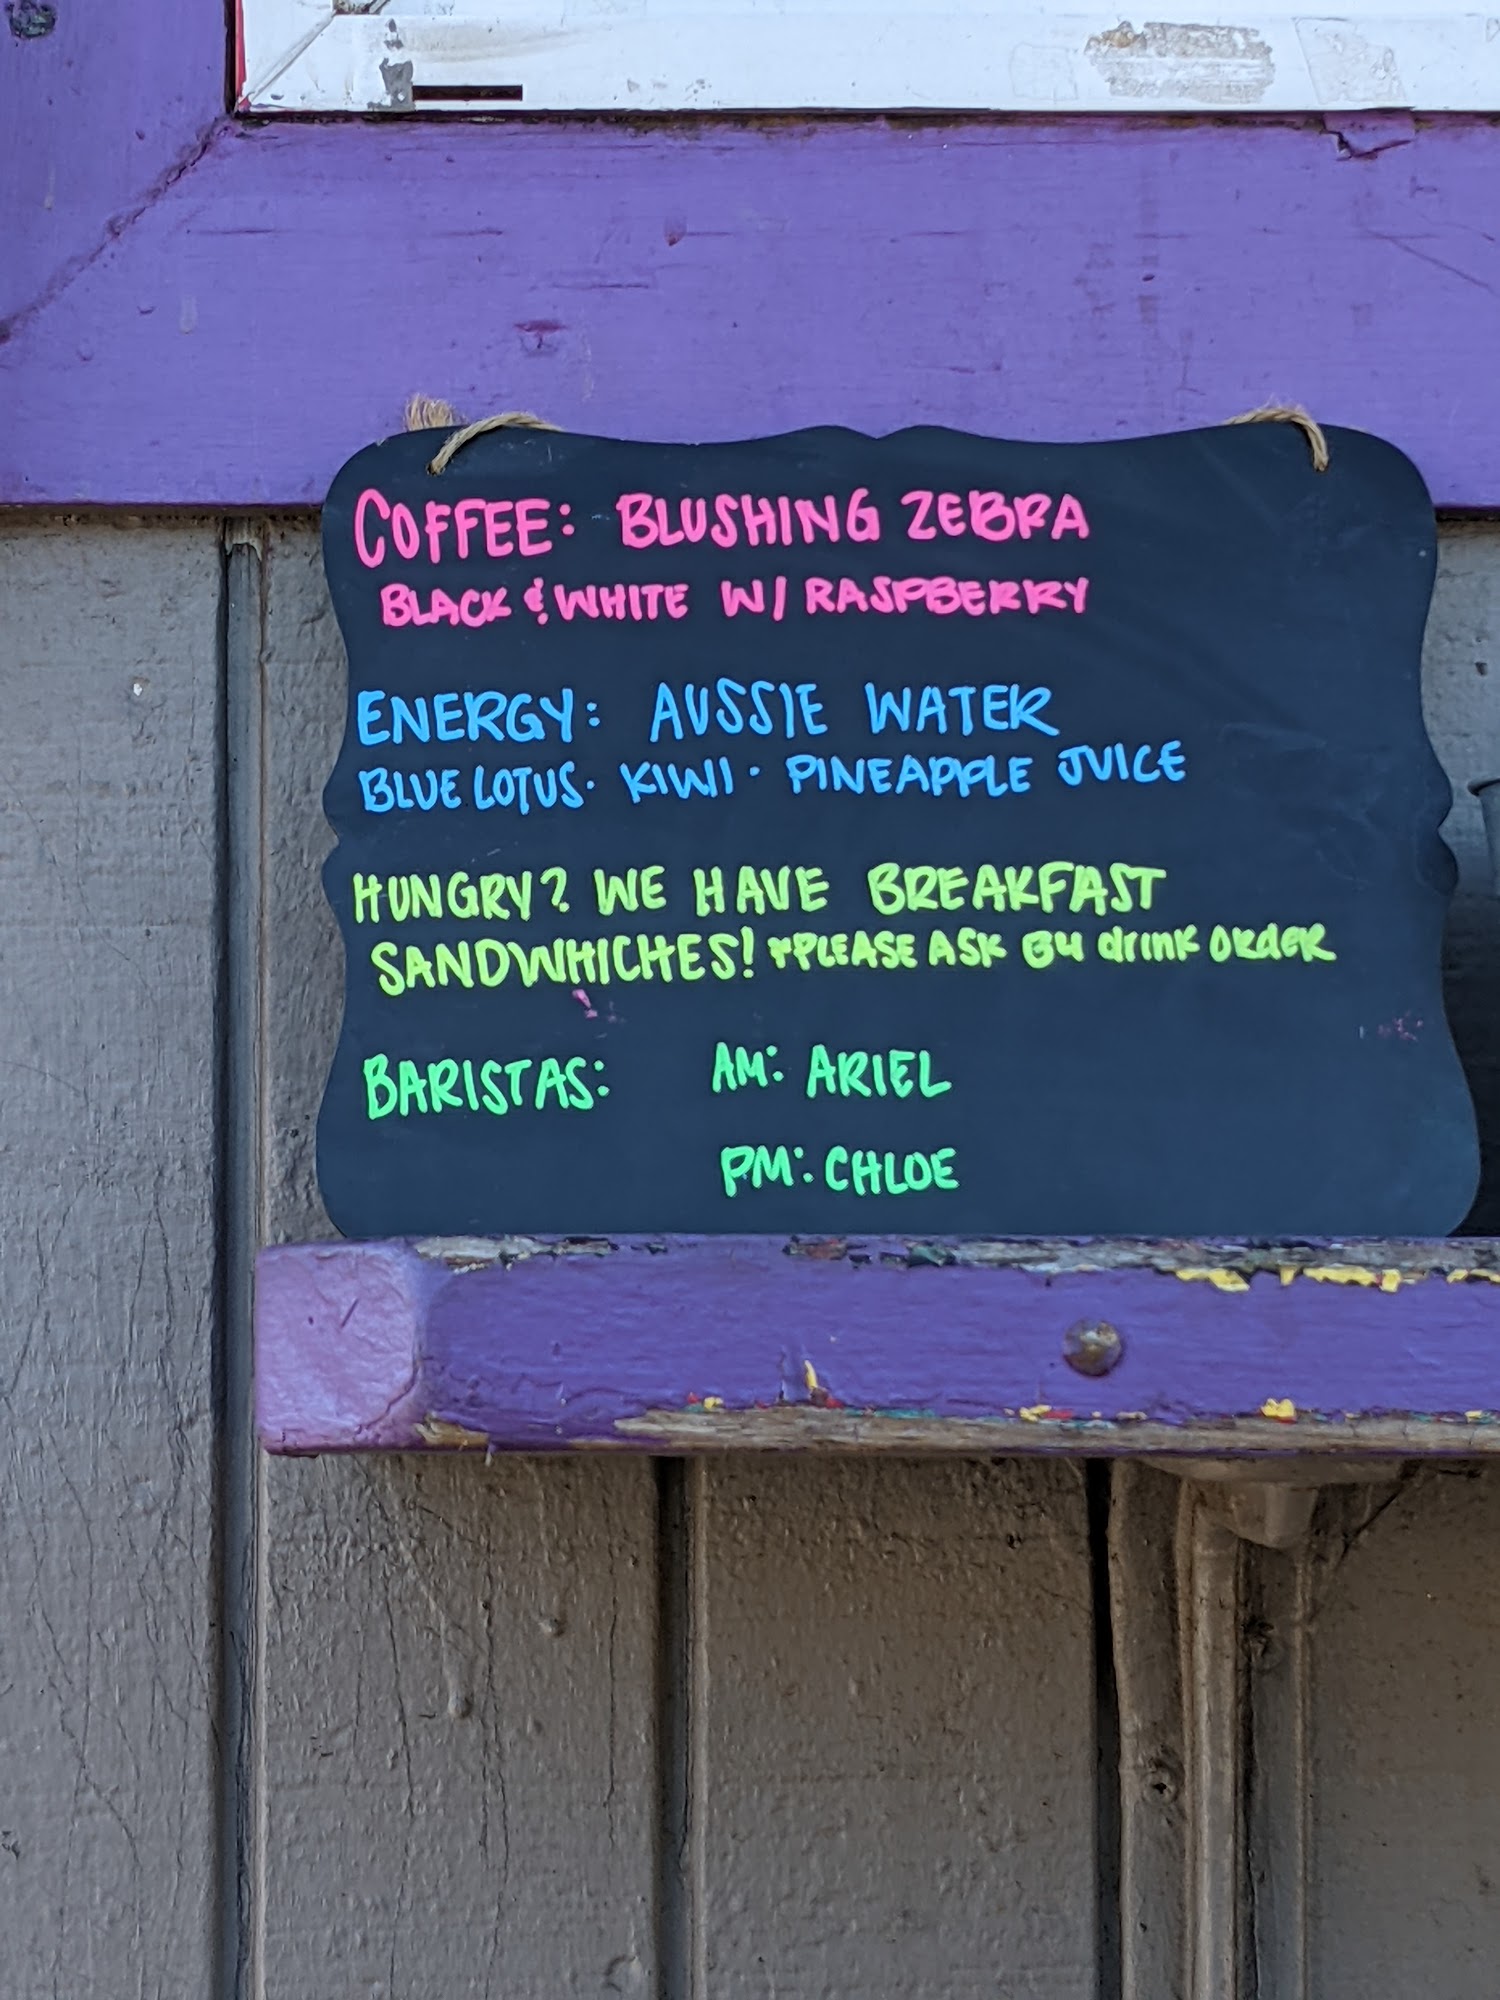 COFFEE: BLUSHING ZEBRA
BLACK & WHITE W/ RASPBERRY
ENERGY: AUSSIE WATER
BLUE LOTUS · KIWI · PINEAPPLE JUICE
HUNGRY? WE HAVE BREAKFAST
SANDWHICHES! *PLEASE ASK B4 drink OrdER
BARISTAS: AM: ARIEL
PM: CHLOE